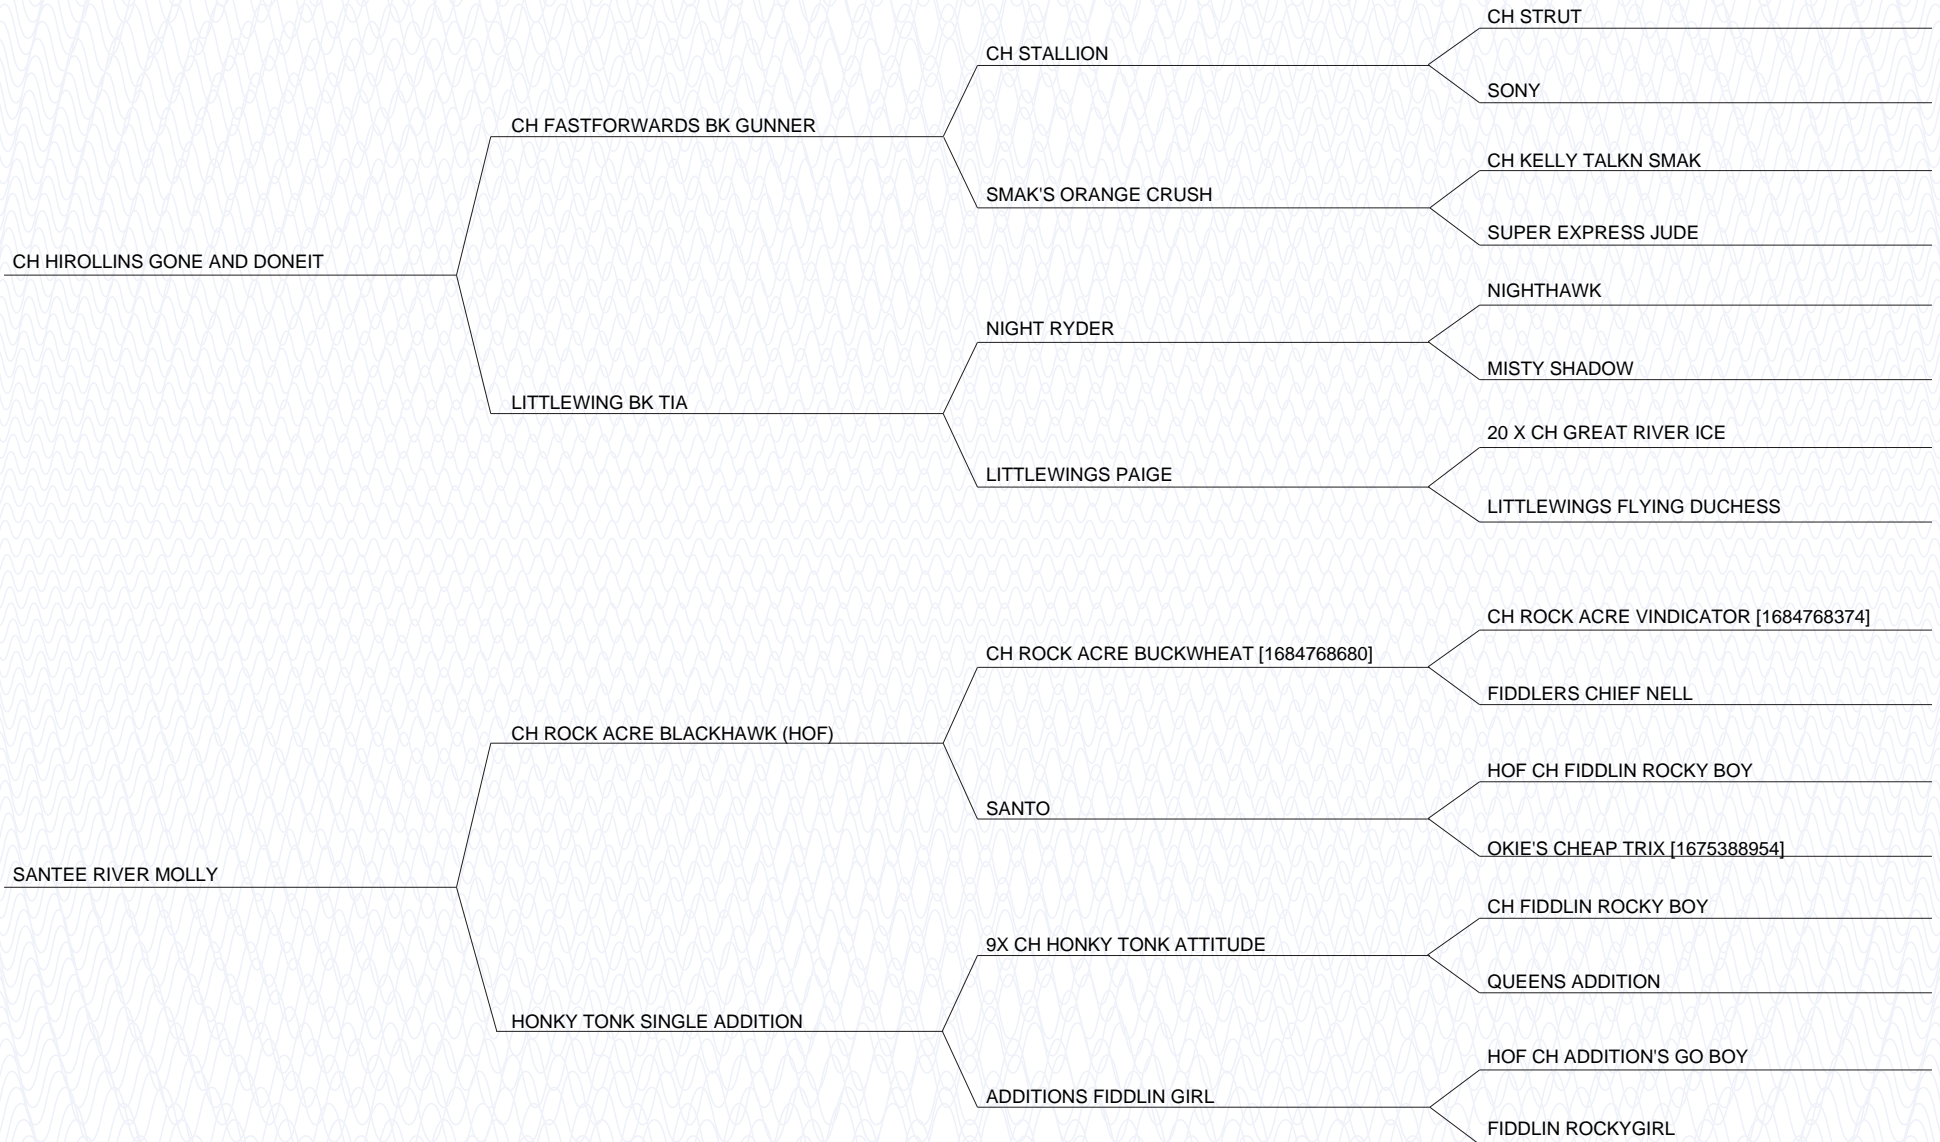 CH STRUT
CH STALLION
SONY
CH FASTFORWARDS BK GUNNER
CH KELLY TALKN SMAK
SMAK'S ORANGE CRUSH
SUPER EXPRESS JUDE
CH HIROLLINS GONE AND DONEIT
NIGHTHAWK
NIGHT RYDER
MISTY SHADOW
LITTLEWING BK TIA
20 X CH GREAT RIVER ICE
LITTLEWINGS PAIGE
LITTLEWINGS FLYING DUCHESS
CH ROCK ACRE VINDICATOR [1684768374]
CH ROCK ACRE BUCKWHEAT [1684768680]
FIDDLERS CHIEF NELL
CH ROCK ACRE BLACKHAWK (HOF)
HOF CH FIDDLIN ROCKY BOY
SANTO
OKIE'S CHEAP TRIX [1675388954]
SANTEE RIVER MOLLY
CH FIDDLIN ROCKY BOY
9X CH HONKY TONK ATTITUDE
QUEENS ADDITION
HONKY TONK SINGLE ADDITION
HOF CH ADDITION'S GO BOY
ADDITIONS FIDDLIN GIRL
FIDDLIN ROCKYGIRL